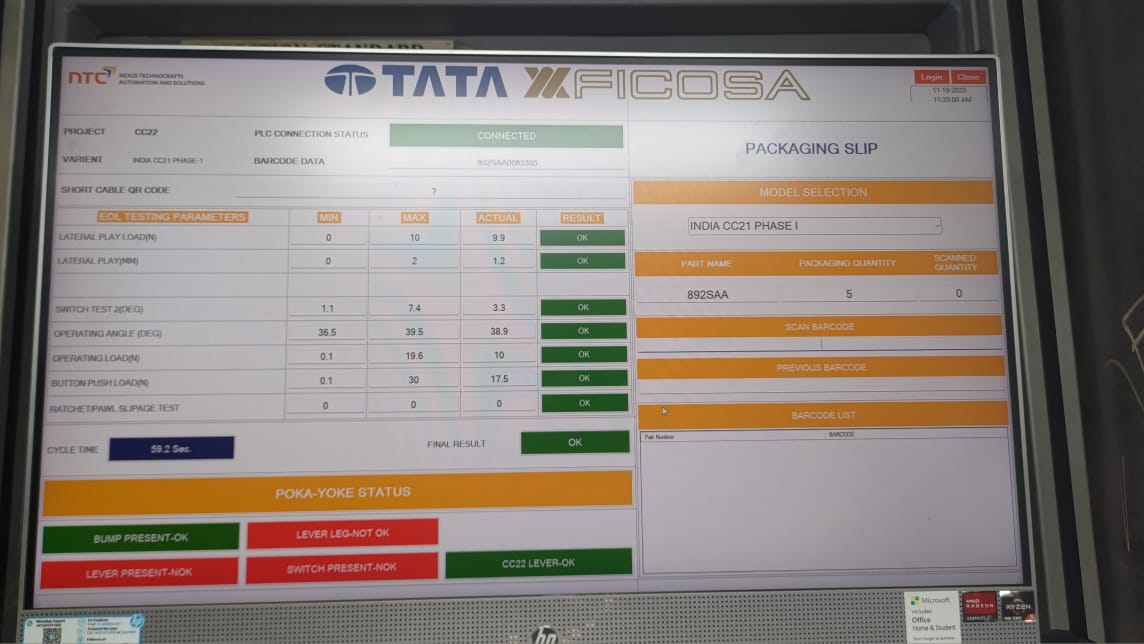 NTC NEXUS TECHNOCRAFTS
AUTOMATION AND SOLUTIONS
TATA FICOSA
Login Close
11-10-2023
11:33:00 AM
PROJECT CC22 PLC CONNECTION STATUS CONNECTED
VARIENT INDIA CC21 PHASE-1 BARCODE DATA 892SAA0083355
SHORT CABLE QR CODE ?
EOL TESTING PARAMETERS MIN MAX ACTUAL RESULT
LATERAL PLAY LOAD(N) 0 10 9.9 OK
LATERAL PLAY(MM) 0 2 1.2 OK
SWITCH TEST 2(DEG) 1.1 7.4 3.3 OK
OPERATING ANGLE (DEG) 36.5 39.5 38.9 OK
OPERATING LOAD(N) 0.1 19.6 10 OK
BUTTON PUSH LOAD(N) 0.1 30 17.5 OK
RATCHET/PAWL SLIPAGE TEST 0 0 0 OK
CYCLE TIME 59.2 Sec. FINAL RESULT OK
POKA-YOKE STATUS
BUMP PRESENT-OK LEVER LEG-NOT OK
LEVER PRESENT-NOK SWITCH PRESENT-NOK CC22 LEVER-OK
PACKAGING SLIP
MODEL SELECTION
INDIA CC21 PHASE I
PART NAME PACKAGING QUANTITY SCANNED QUANTITY
892SAA 5 0
SCAN BARCODE
PREVIOUS BARCODE
BARCODE LIST
Part Number BARCODE
hp
Microsoft
Includes
Office
Home & Student
AMD
RADEON
GRAPHICS
AMD
RYZEN